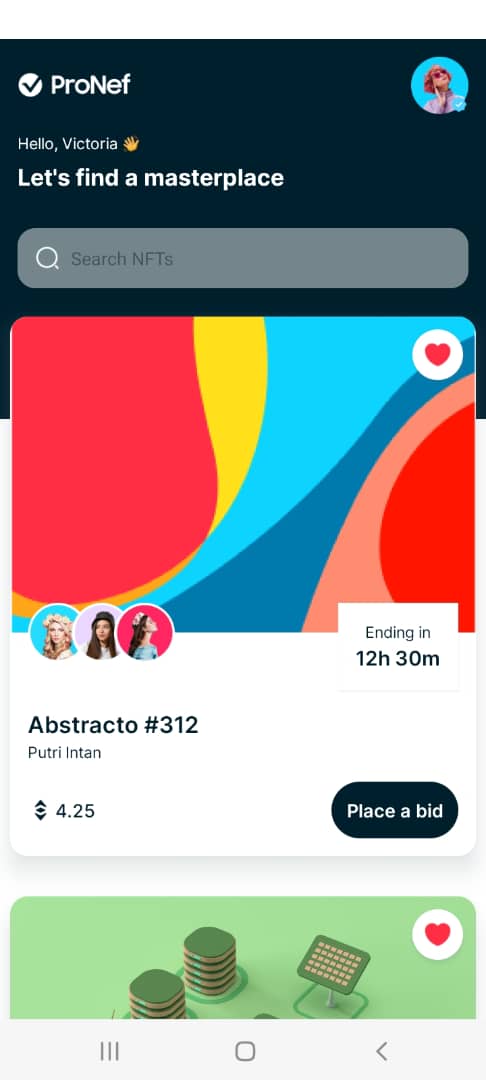 ProNef
Hello, Victoria 👋
Let's find a masterplace
Search NFTs
Ending in
12h 30m
Abstracto #312
Putri Intan
4.25
Place a bid